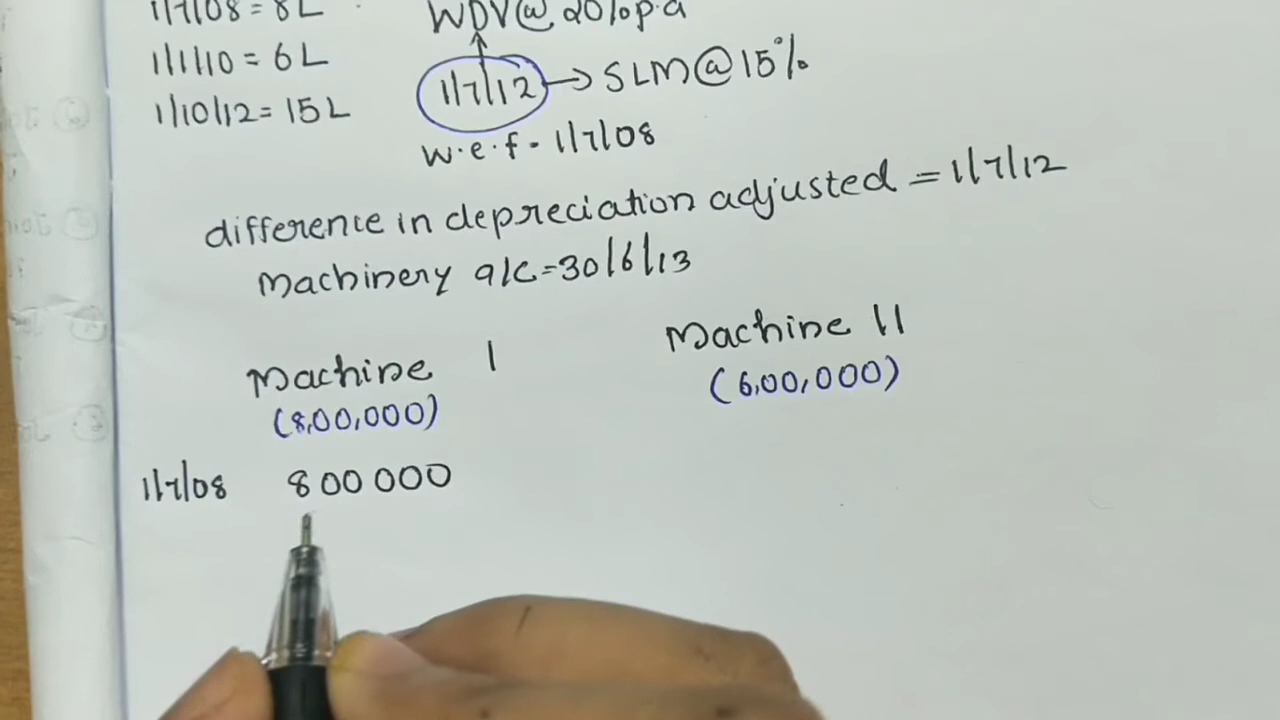 1/7/08 = 8L
1/1/10 = 6L
1/10/12 = 15L
WDV @ 20% p.a
1/7/12 → SLM @ 15%
w.e.f. 1/7/08
difference in depreciation adjusted = 1/7/12
Machinery a/c = 30/6/13
Machine I
(8,00,000)
Machine II
(6,00,000)
1/7/08 800 000